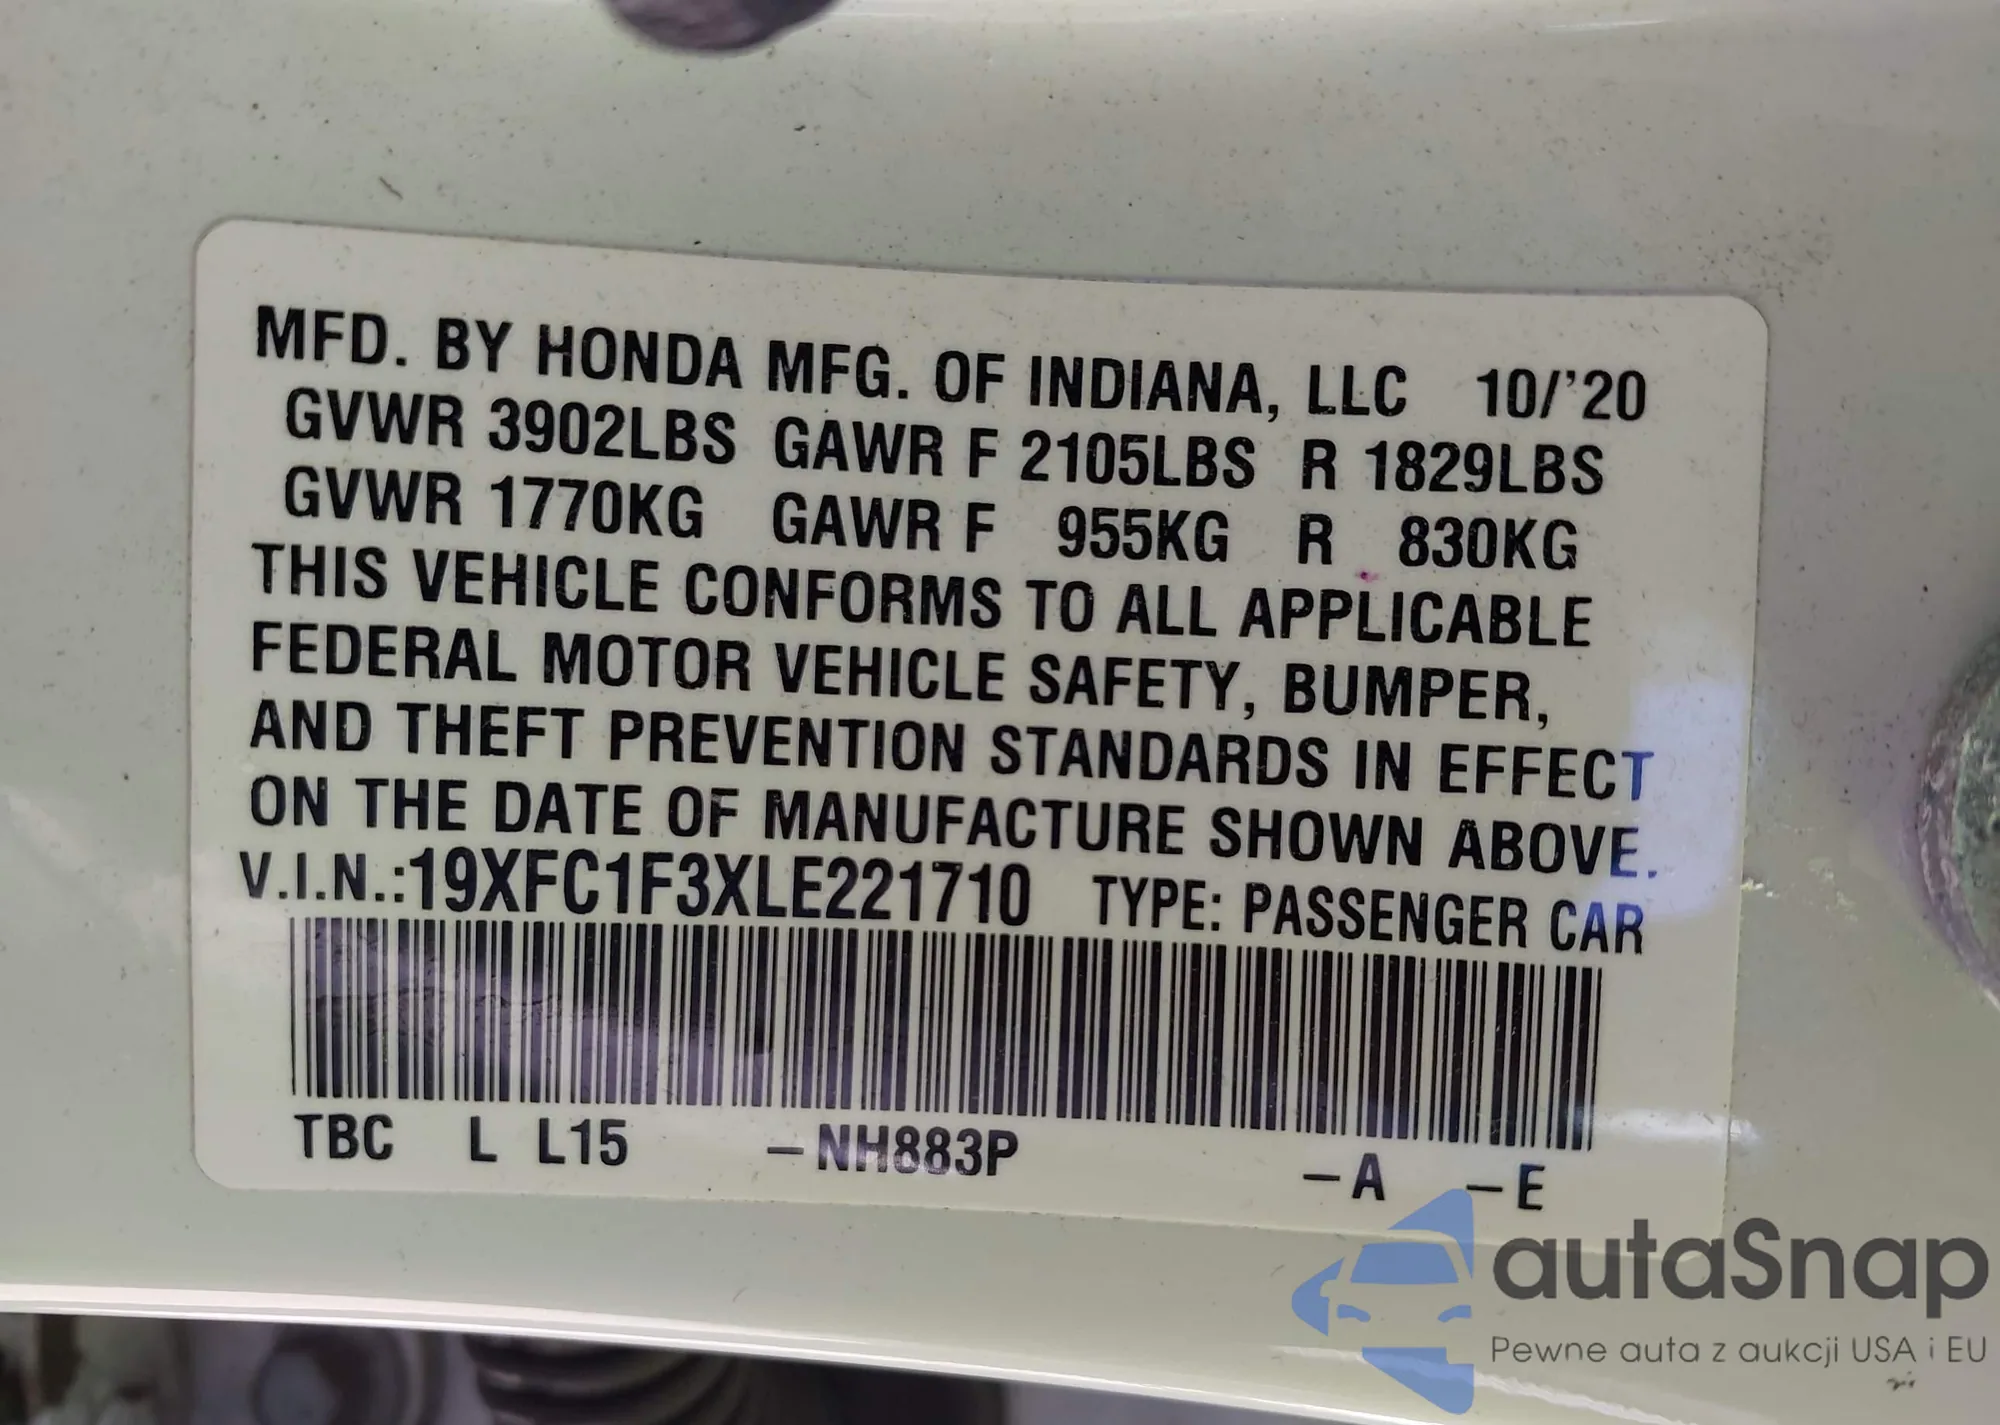 MFD. BY HONDA MFG. OF INDIANA, LLC 10/'20
GVWR 3902LBS GAWR F 2105LBS R 1829LBS
GVWR 1770KG GAWR F 955KG R 830KG
THIS VEHICLE CONFORMS TO ALL APPLICABLE
FEDERAL MOTOR VEHICLE SAFETY, BUMPER,
AND THEFT PREVENTION STANDARDS IN EFFECT
ON THE DATE OF MANUFACTURE SHOWN ABOVE.
V.I.N.:19XFC1F3XLE221710 TYPE: PASSENGER CAR
TBC L L15 -NH883P -A -E
autaSnap
Pewne auta z aukcji USA i EU